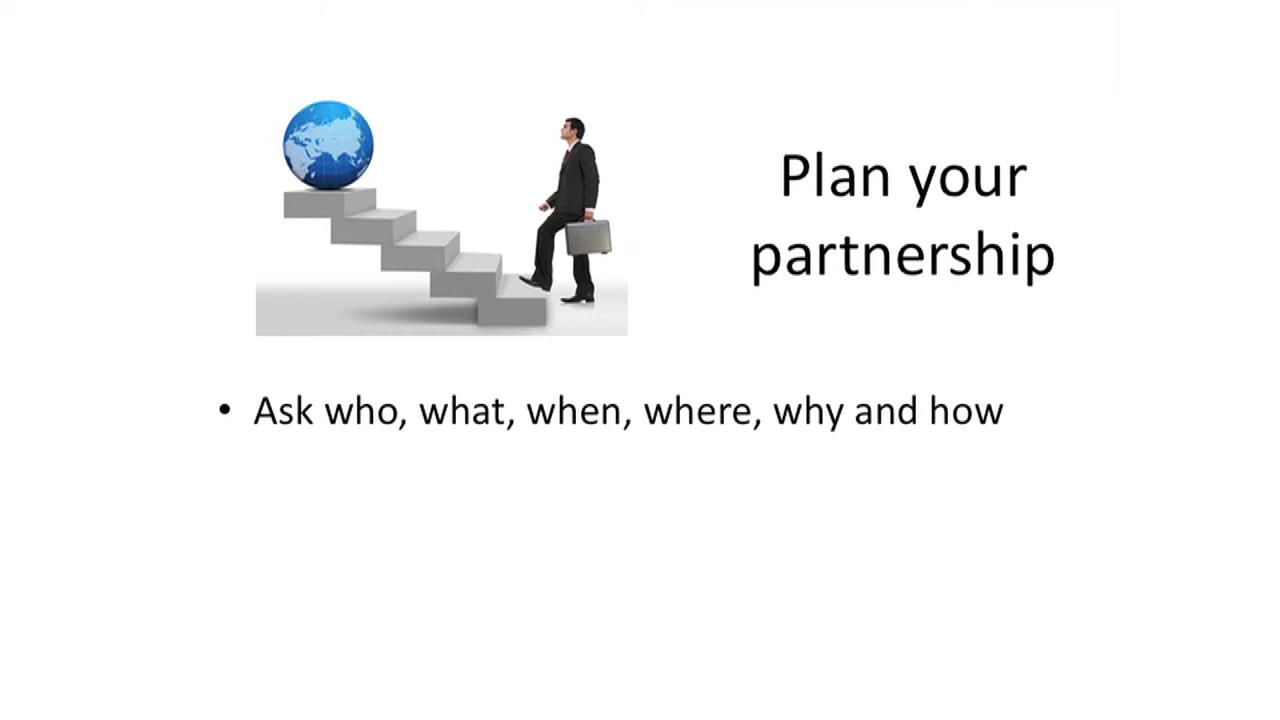 Plan your
partnership
• Ask who, what, when, where, why and how